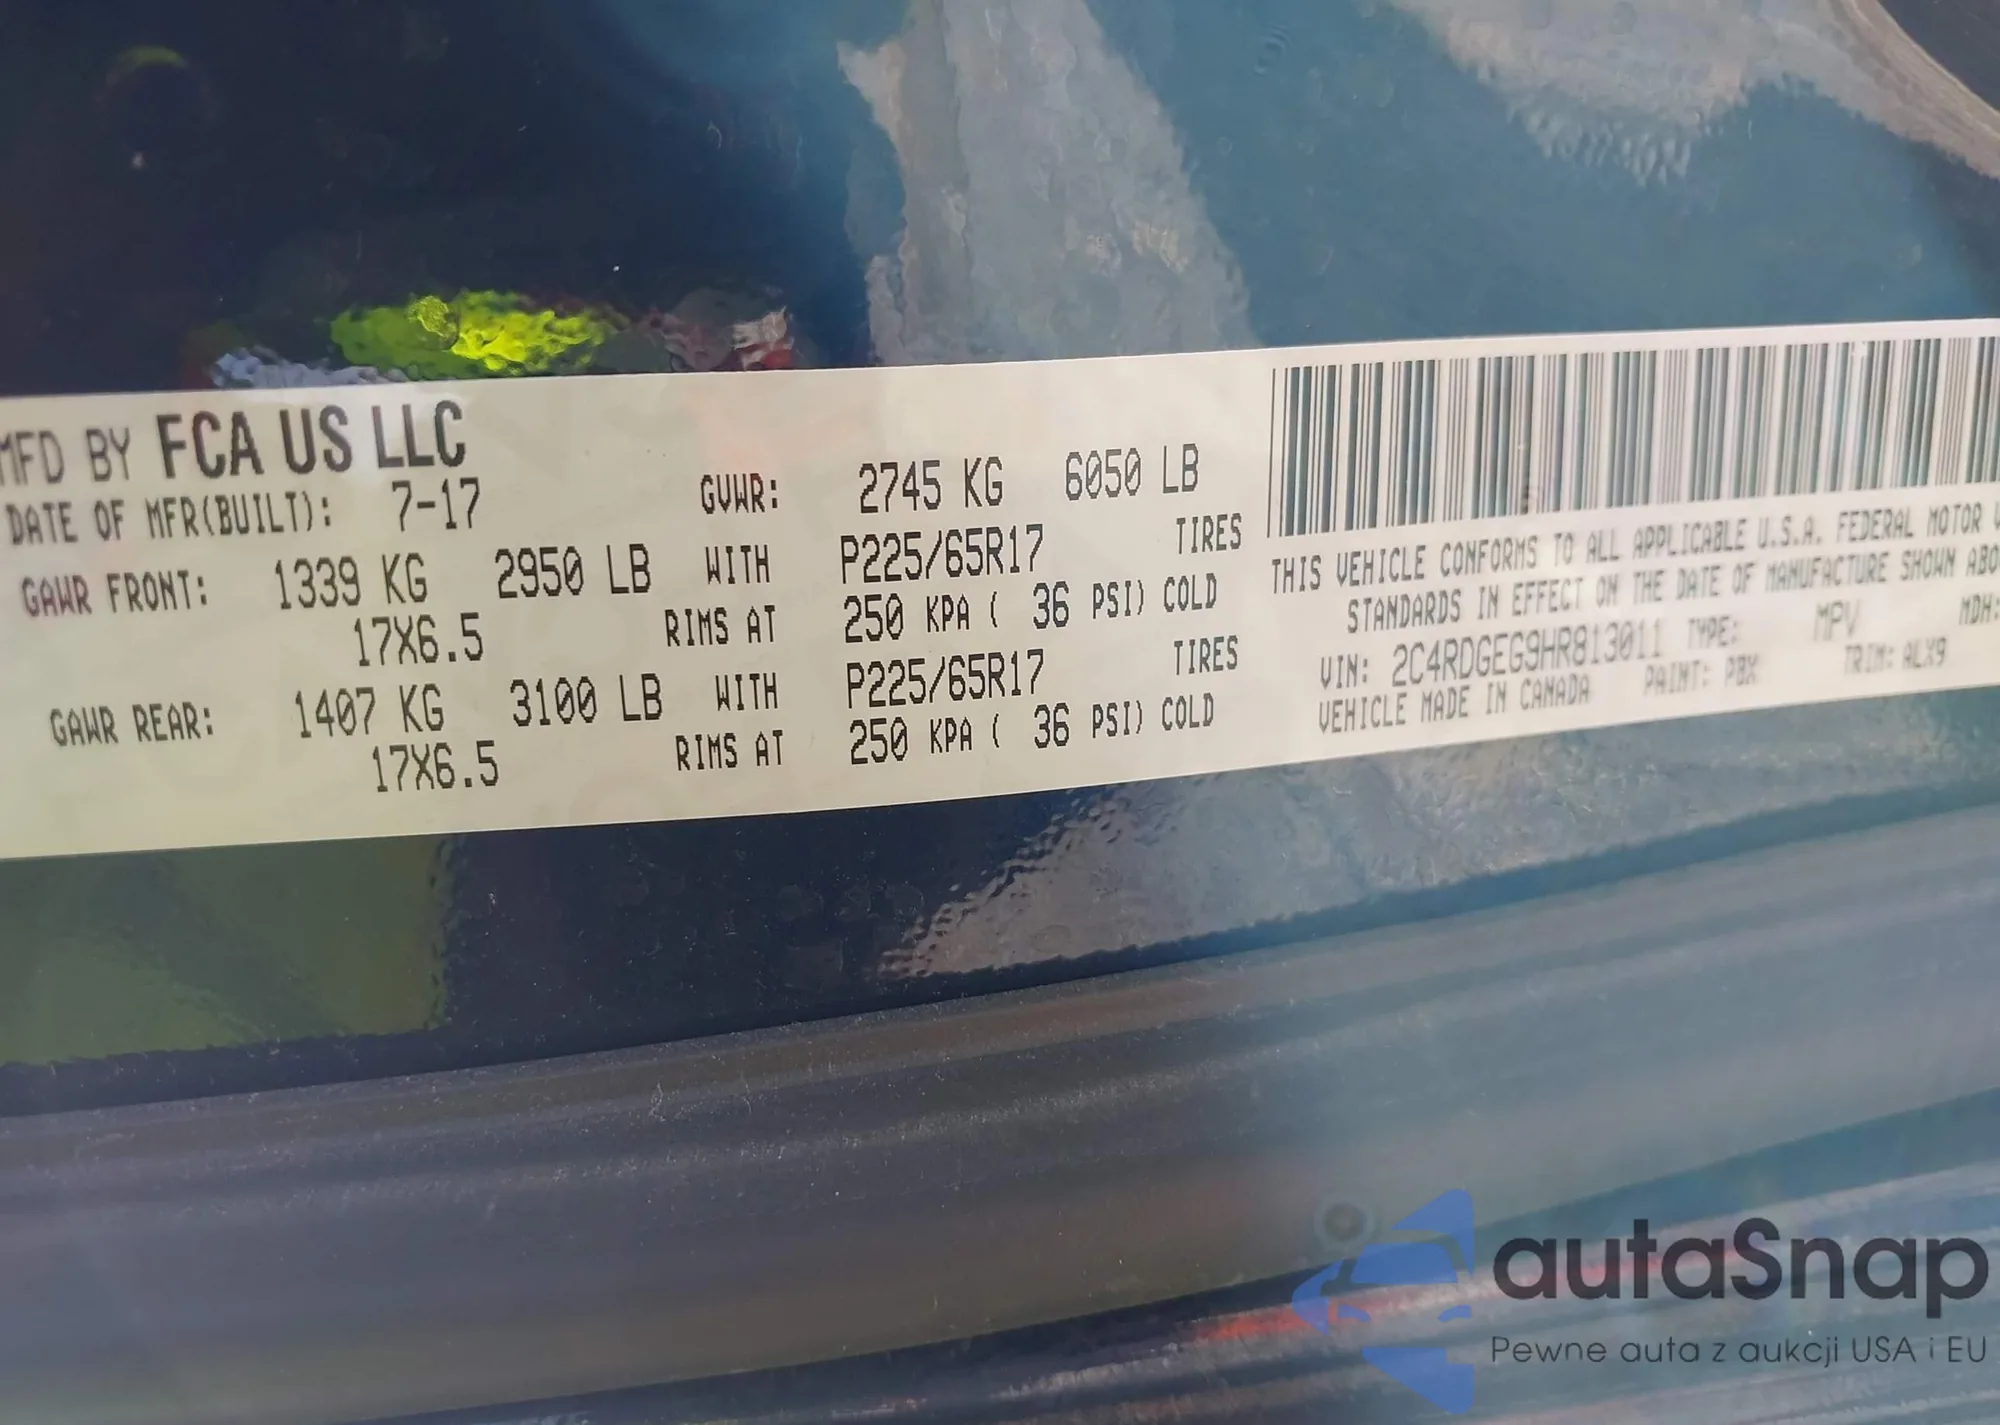 MFD BY FCA US LLC
DATE OF MFR(BUILT): 7-17 GVWR: 2745 KG 6050 LB
GAWR FRONT: 1339 KG 2950 LB WITH P225/65R17 TIRES
17X6.5 RIMS AT 250 KPA ( 36 PSI) COLD
GAWR REAR: 1407 KG 3100 LB WITH P225/65R17 TIRES
17X6.5 RIMS AT 250 KPA ( 36 PSI) COLD
THIS VEHICLE CONFORMS TO ALL APPLICABLE U.S.A. FEDERAL MOTOR V
STANDARDS IN EFFECT ON THE DATE OF MANUFACTURE SHOWN ABO
VIN: 2C4RDGEG9HR813011 TYPE: MPV MDH:
VEHICLE MADE IN CANADA PAINT: PBX TRIM: ALX9
autaSnap
Pewne auta z aukcji USA i EU